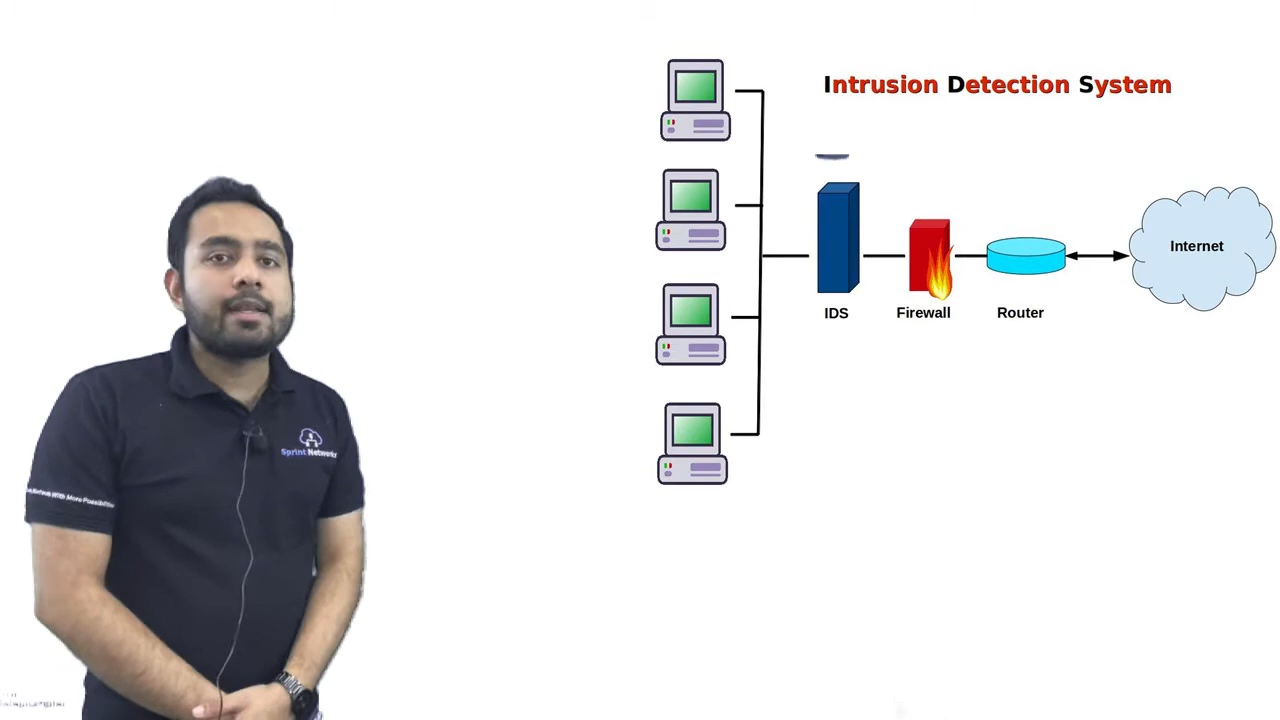 Intrusion Detection System
Internet
IDS
Firewall
Router
Sprint Networks